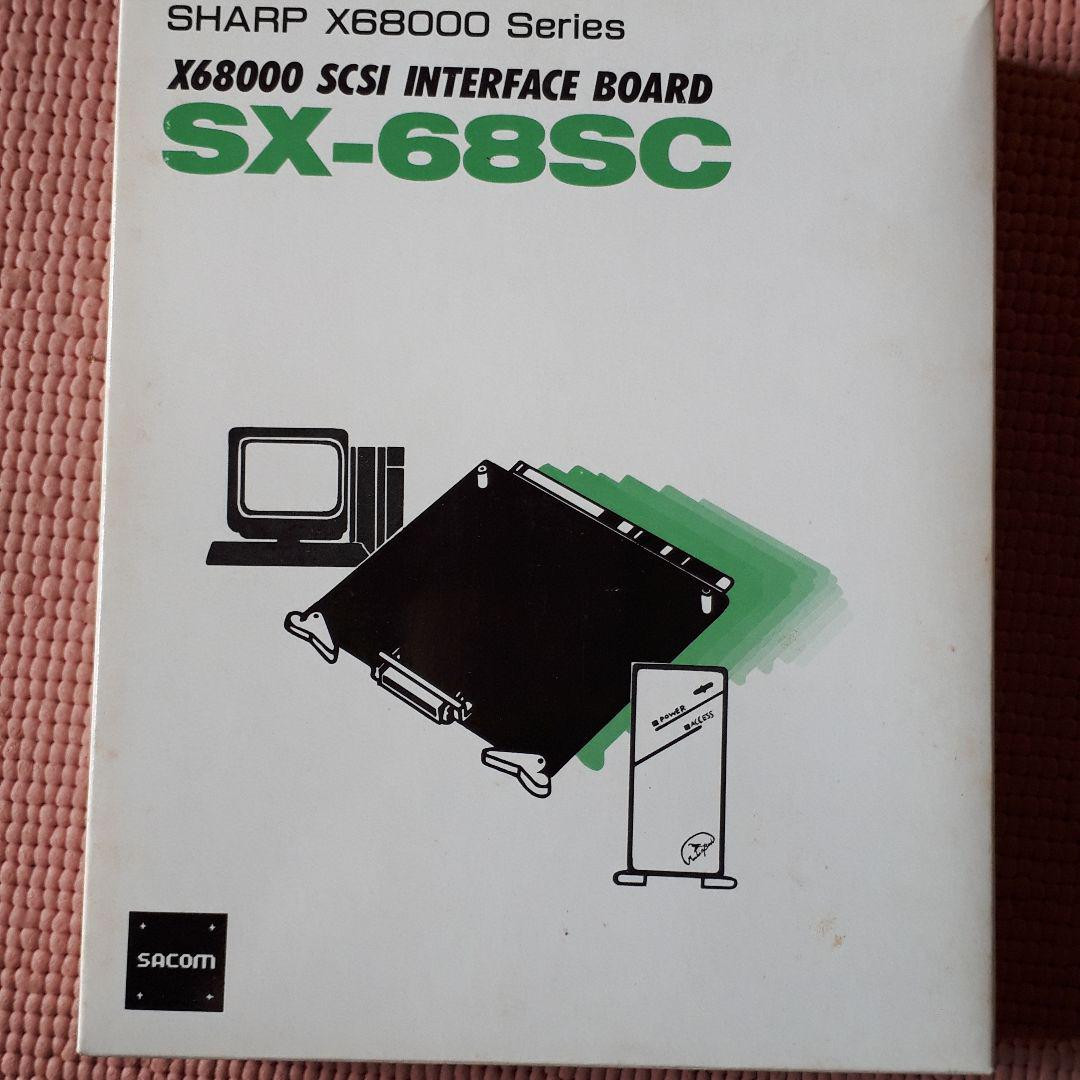 SHARP X68000 Series
X68000 SCSI INTERFACE BOARD
SX-68SC
POWER
ACCESS
SACOM